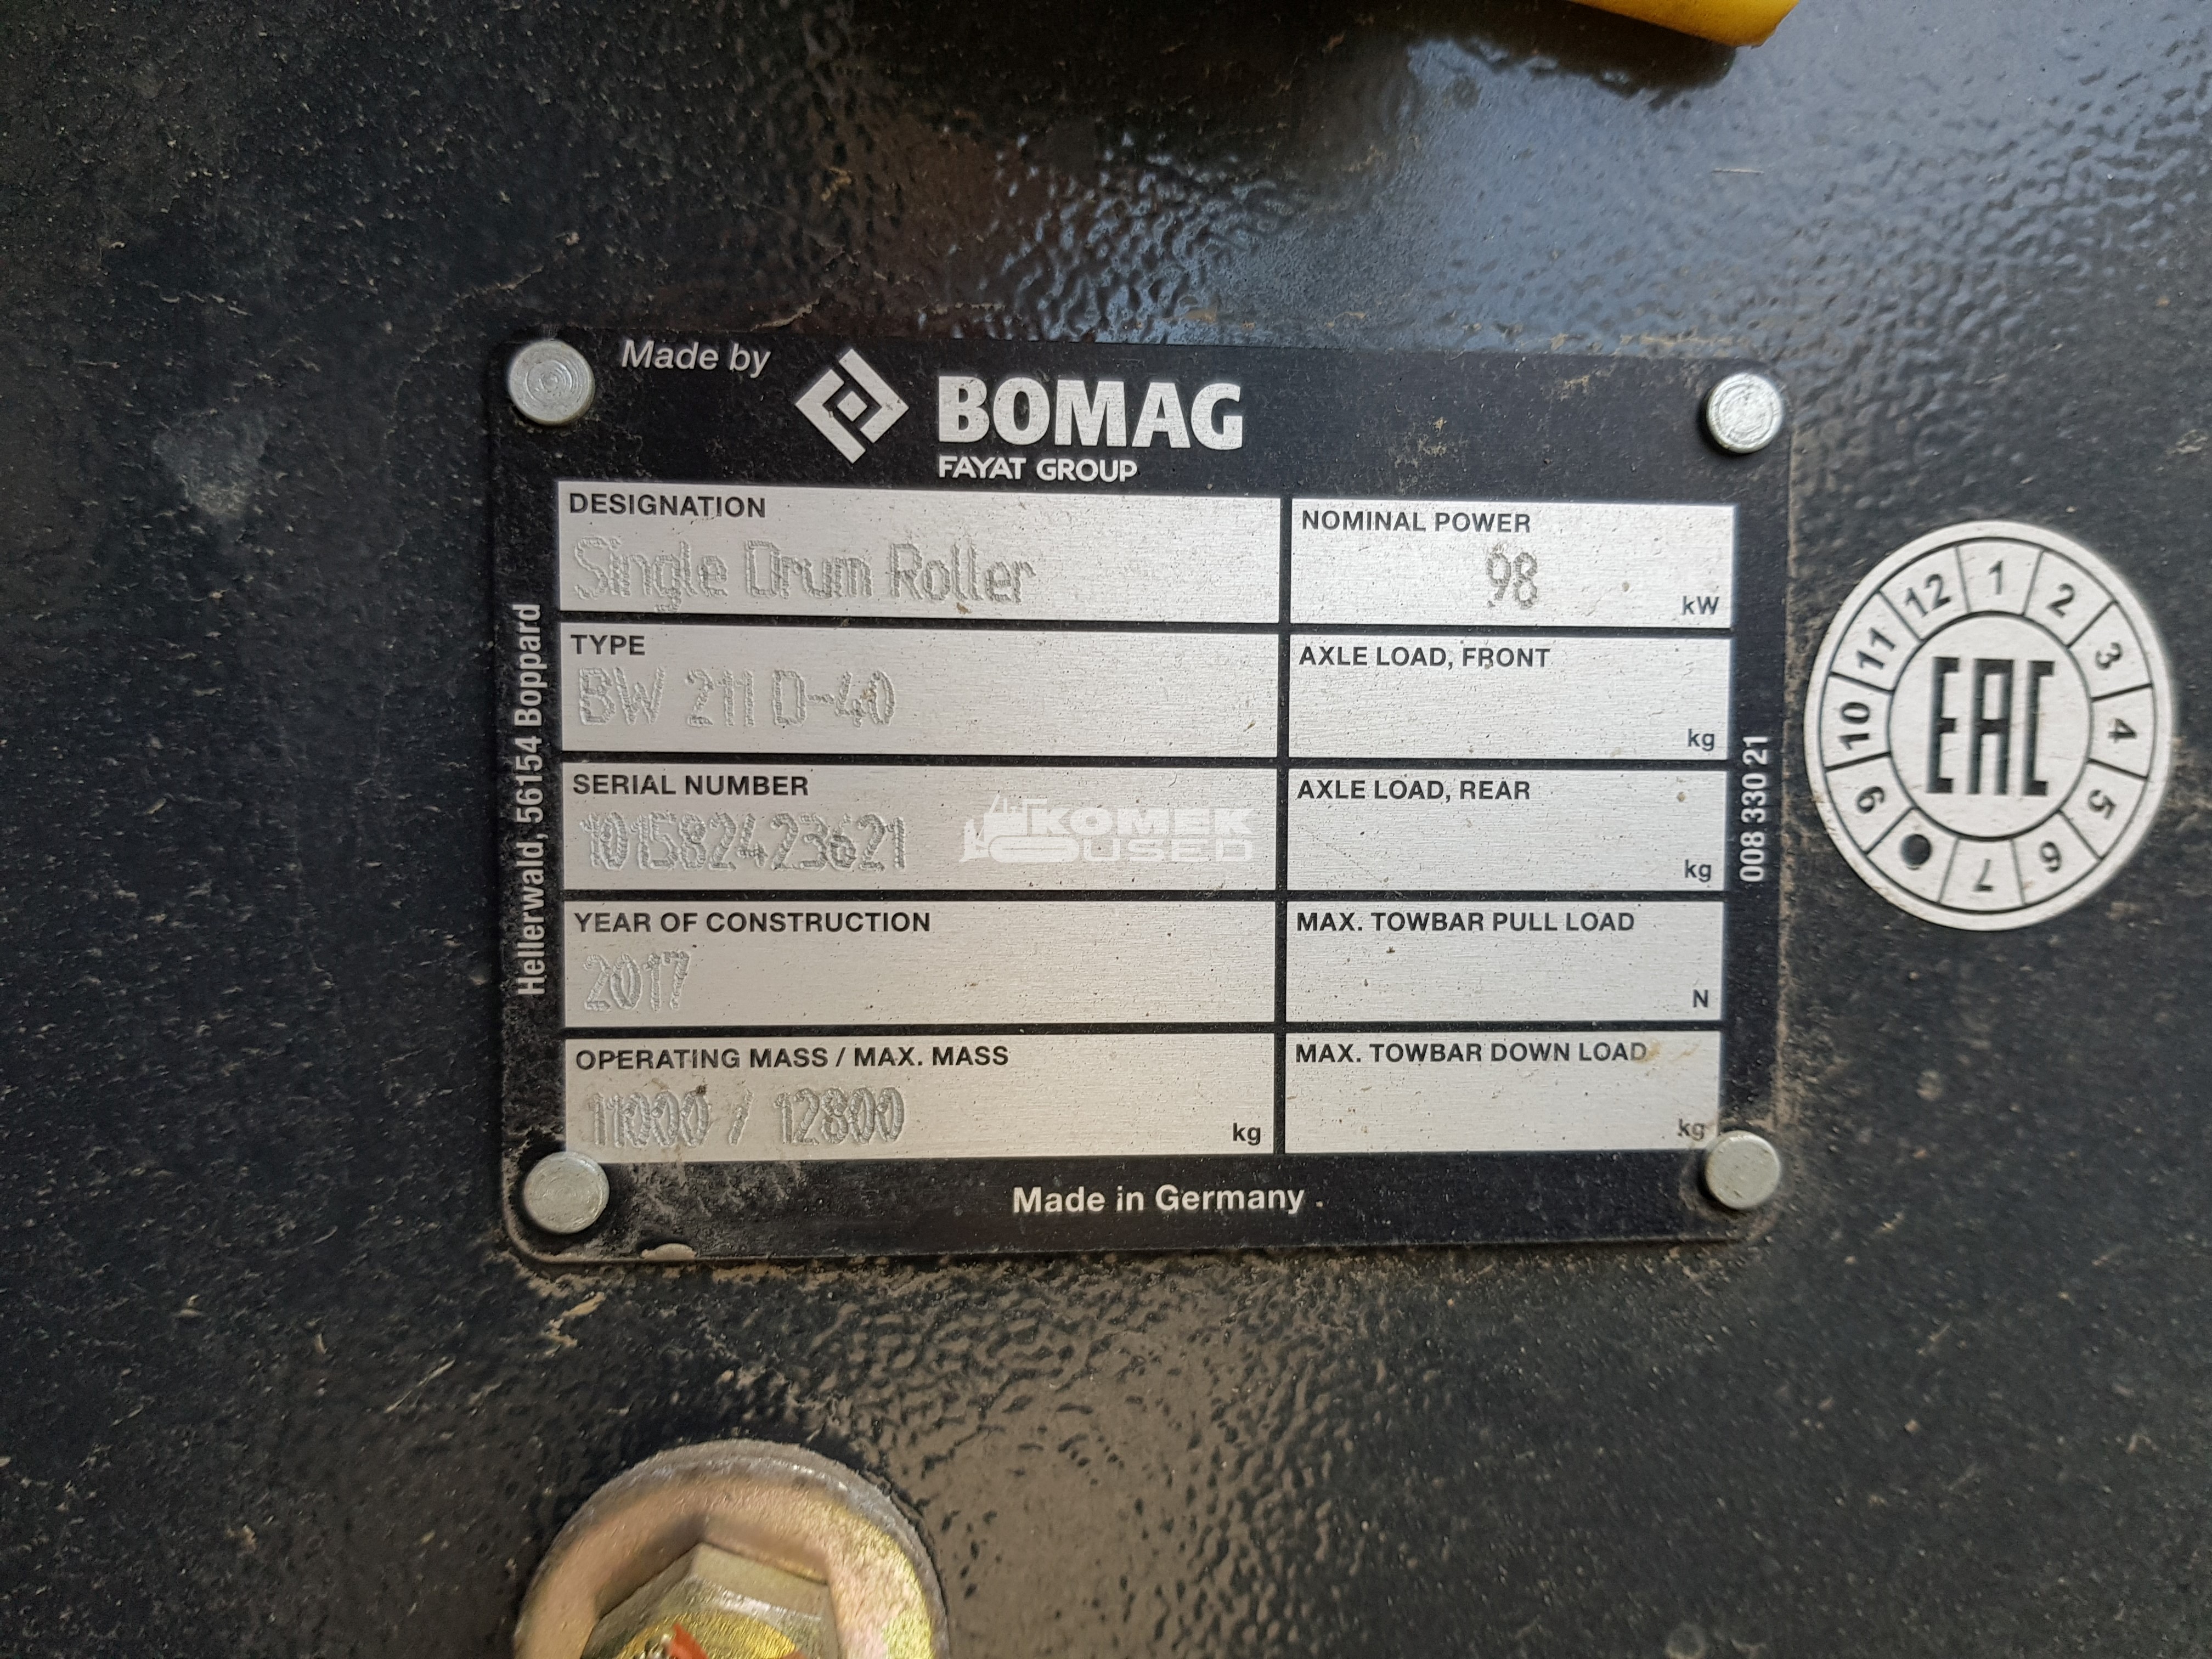 Made by
BOMAG
FAYAT GROUP
DESIGNATION
Single Drum Roller
NOMINAL POWER
98
kW
TYPE
BW 211 D-40
AXLE LOAD, FRONT
kg
SERIAL NUMBER
101582423621
AXLE LOAD, REAR
kg
YEAR OF CONSTRUCTION
2017
MAX. TOWBAR PULL LOAD
N
OPERATING MASS / MAX. MASS
11000 / 12800
kg
MAX. TOWBAR DOWN LOAD
kg
Made in Germany .
Hellerwald, 56154 Boppard
008 330 21
KOMEK
USED
EAC
1 2 3 4 5 6 7 9 10 11 12